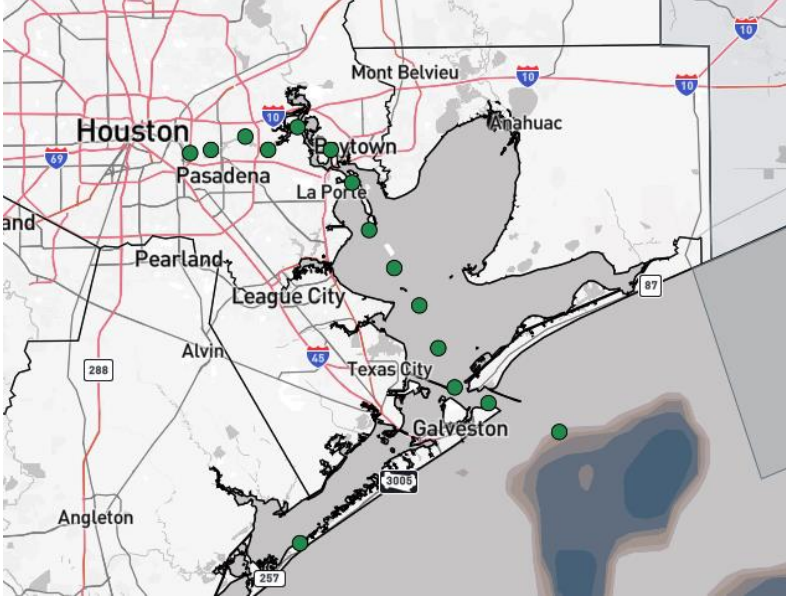 10
Mont Belvieu
10
10
10
Houston
Anahuac
Baytown
69
Pasadena
La Porte
and
Pearland
87
League City
Alvin
45
Texas City
288
Galveston
3005
Angleton
257